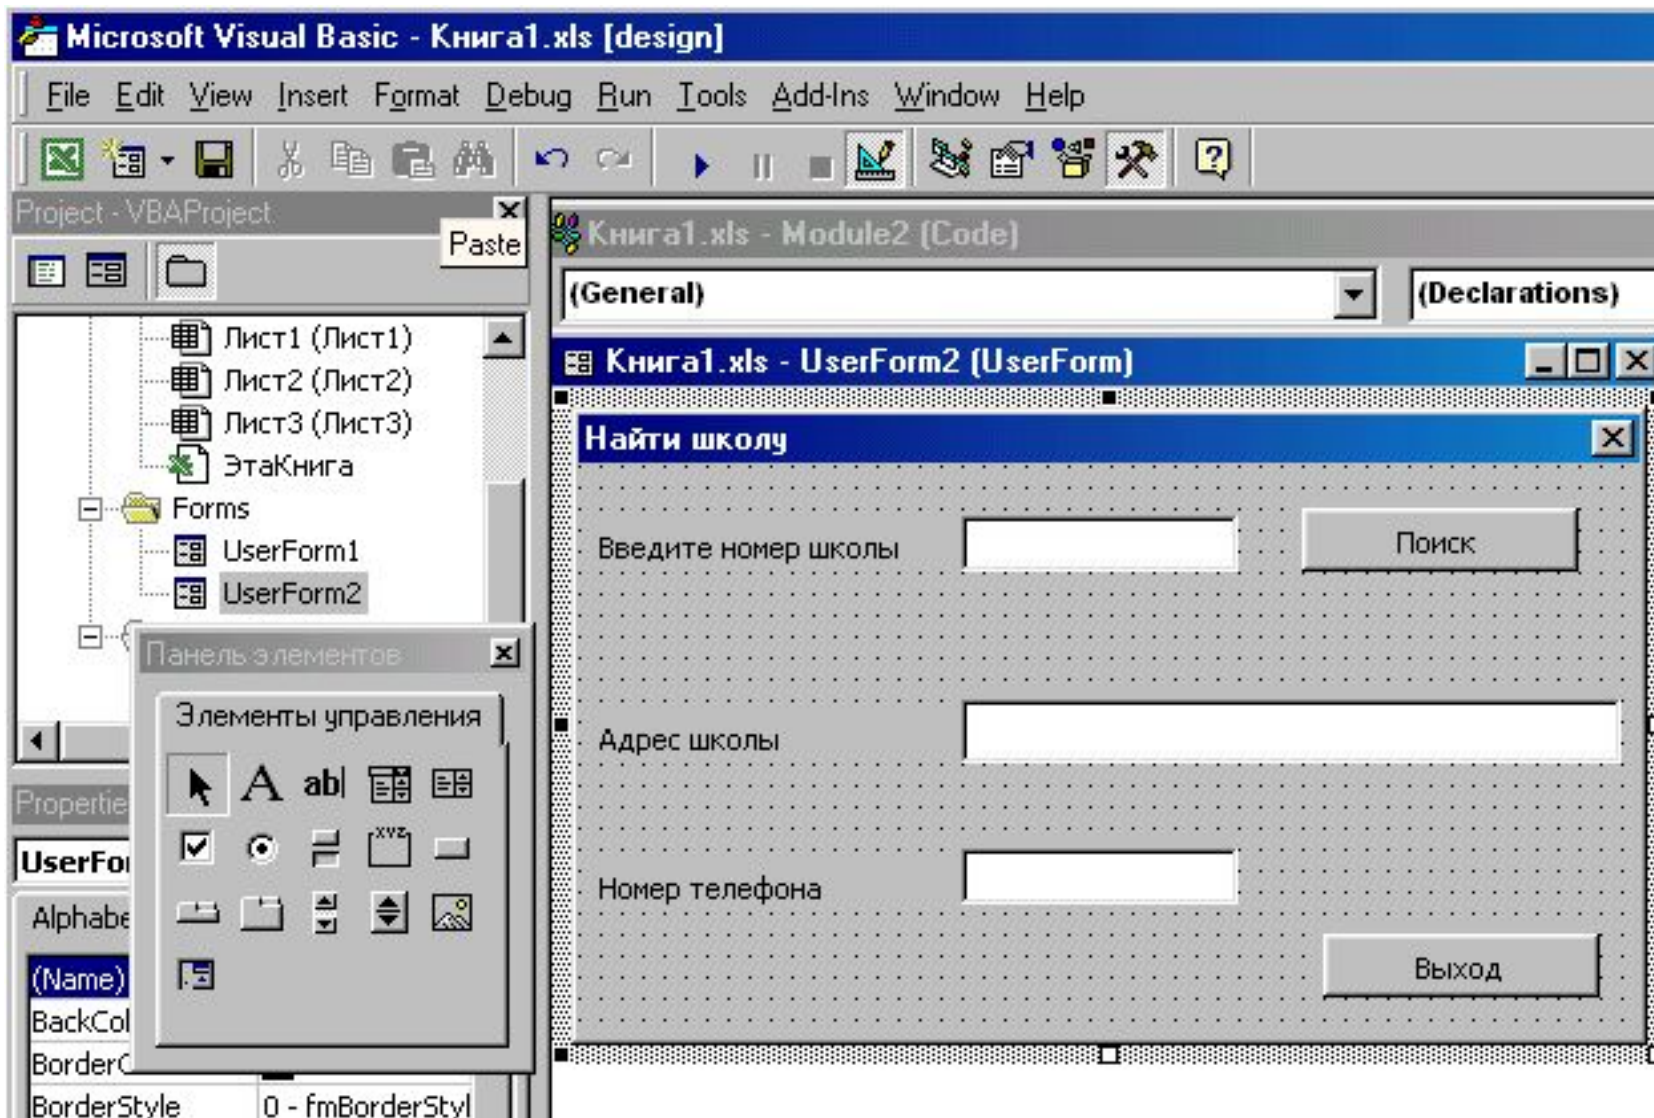 Microsoft Visual Basic - Книга1.xls [design]
File Edit View Insert Format Debug Run Tools Add-Ins Window Help
Project - VBAProject
Paste
Лист1 (Лист1)
Лист2 (Лист2)
Лист3 (Лист3)
ЭтаКнига
Forms
UserForm1
UserForm2
Панель элементов
Элементы управления
A ab|
XYZ
Propertie
UserFor
Alphabe
(Name)
BackCol
BorderC
BorderStyle 0 - fmBorderStyl
Книга1.xls - Module2 (Code)
(General) (Declarations)
Книга1.xls - UserForm2 (UserForm)
Найти школу
Введите номер школы
Поиск
Адрес школы
Номер телефона
Выход